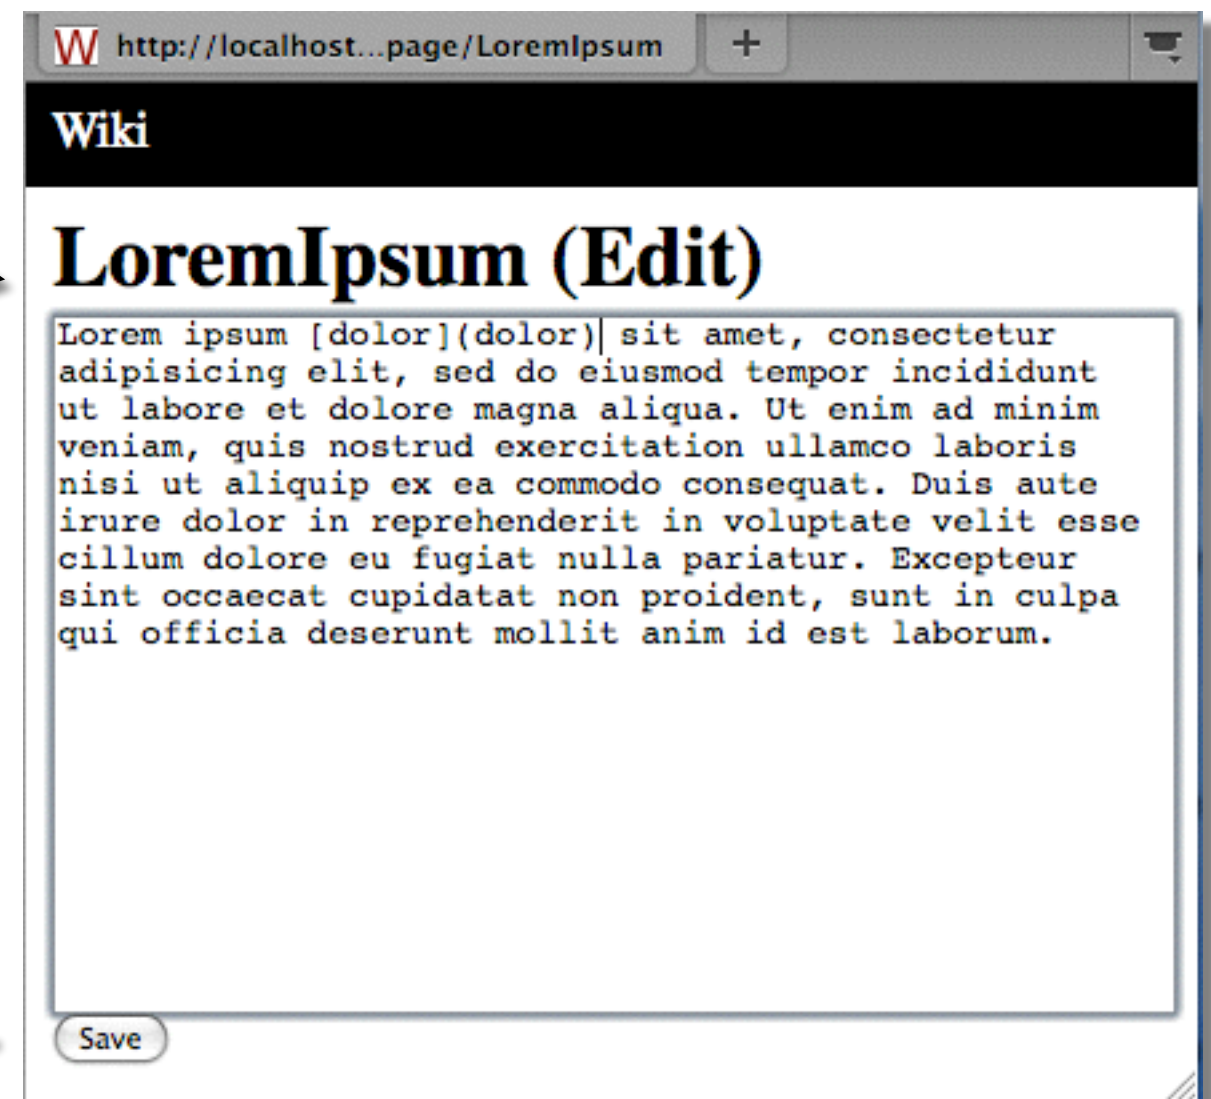 W http://localhost...page/LoremIpsum +
Wiki
LoremIpsum (Edit)
Lorem ipsum [dolor](dolor) sit amet, consectetur
adipisicing elit, sed do eiusmod tempor incididunt
ut labore et dolore magna aliqua. Ut enim ad minim
veniam, quis nostrud exercitation ullamco laboris
nisi ut aliquip ex ea commodo consequat. Duis aute
irure dolor in reprehenderit in voluptate velit esse
cillum dolore eu fugiat nulla pariatur. Excepteur
sint occaecat cupidatat non proident, sunt in culpa
qui officia deserunt mollit anim id est laborum.
Save